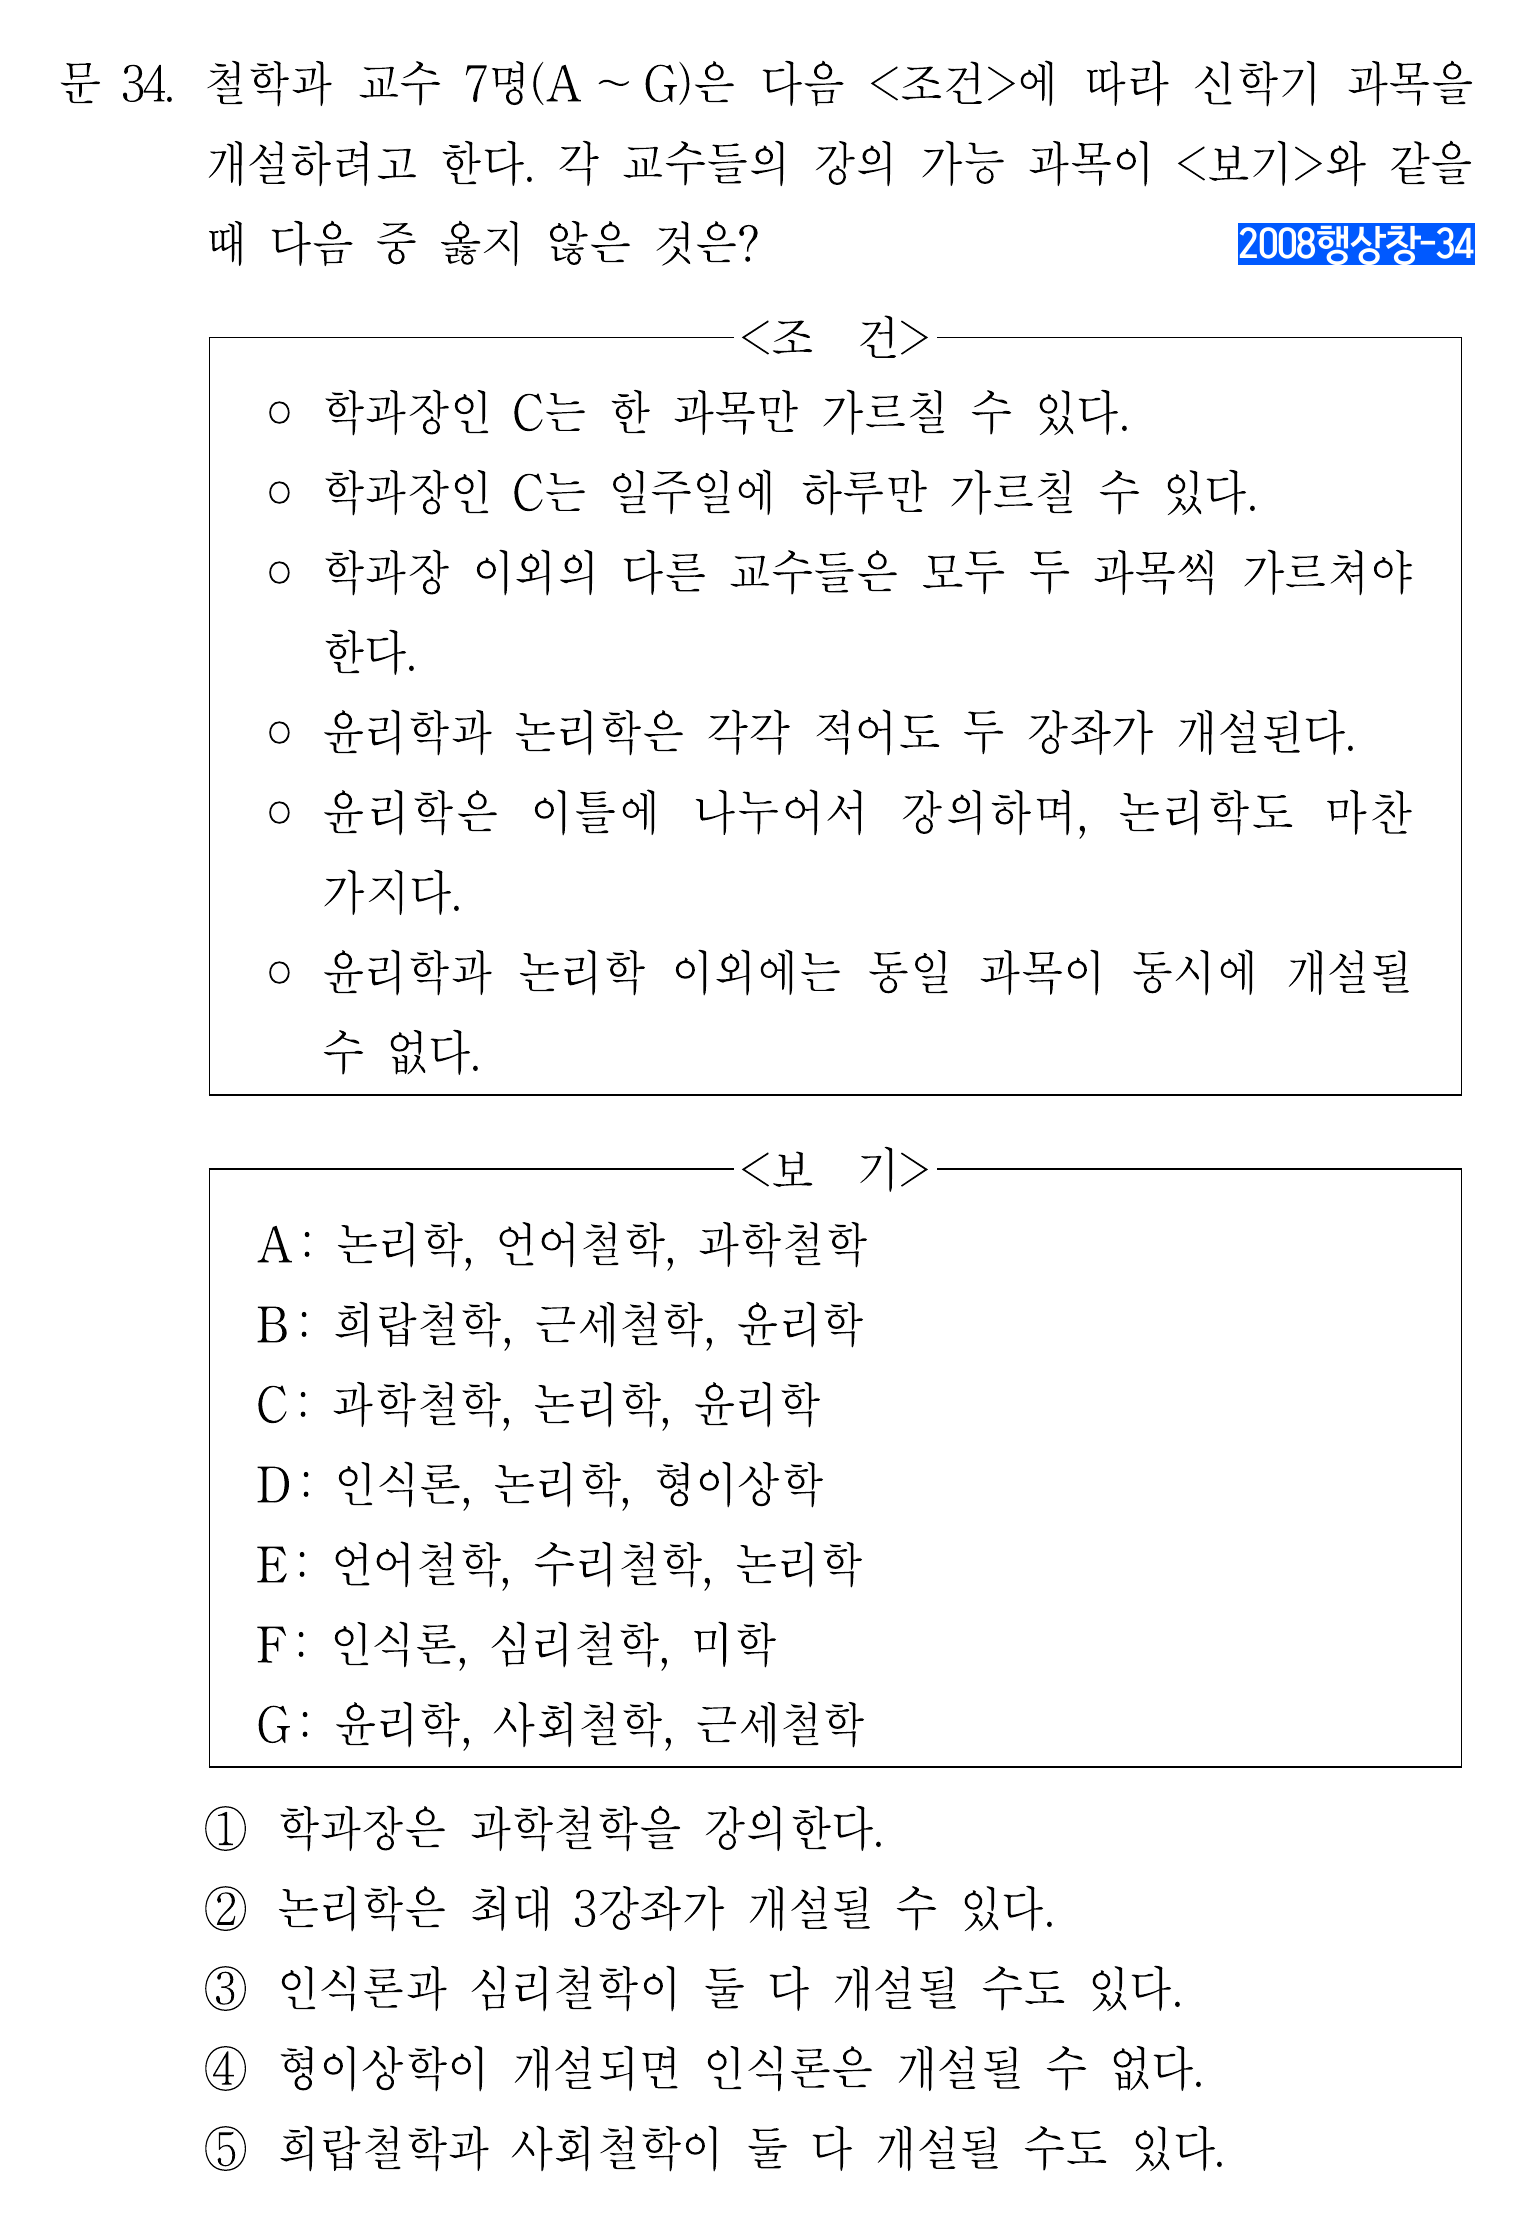 문 34. 철학과 교수 7명(A ~ G)은 다음 <조건>에 따라 신학기 과목을
개설하려고 한다. 각 교수들의 강의 가능 과목이 <보기>와 같을
때 다음 중 옳지 않은 것은?
2008행상창-34
<조 건>
○ 학과장인 C는 한 과목만 가르칠 수 있다.
○ 학과장인 C는 일주일에 하루만 가르칠 수 있다.
○ 학과장 이외의 다른 교수들은 모두 두 과목씩 가르쳐야
한다.
○ 윤리학과 논리학은 각각 적어도 두 강좌가 개설된다.
○ 윤리학은 이틀에 나누어서 강의하며, 논리학도 마찬
가지다.
○ 윤리학과 논리학 이외에는 동일 과목이 동시에 개설될
수 없다.
<보 기>
A: 논리학, 언어철학, 과학철학
B: 희랍철학, 근세철학, 윤리학
C: 과학철학, 논리학, 윤리학
D: 인식론, 논리학, 형이상학
E: 언어철학, 수리철학, 논리학
F: 인식론, 심리철학, 미학
G: 윤리학, 사회철학, 근세철학
① 학과장은 과학철학을 강의한다.
② 논리학은 최대 3강좌가 개설될 수 있다.
③ 인식론과 심리철학이 둘 다 개설될 수도 있다.
④ 형이상학이 개설되면 인식론은 개설될 수 없다.
⑤ 희랍철학과 사회철학이 둘 다 개설될 수도 있다.